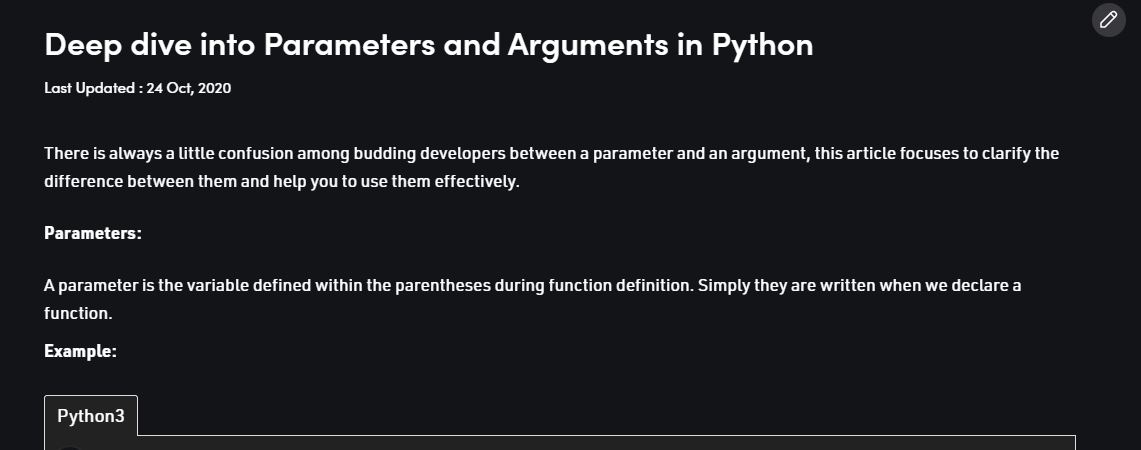 Deep dive into Parameters and Arguments in Python
Last Updated : 24 Oct, 2020
There is always a little confusion among budding developers between a parameter and an argument, this article focuses to clarify the
difference between them and help you to use them effectively.
Parameters:
A parameter is the variable defined within the parentheses during function definition. Simply they are written when we declare a
function.
Example:
Python3